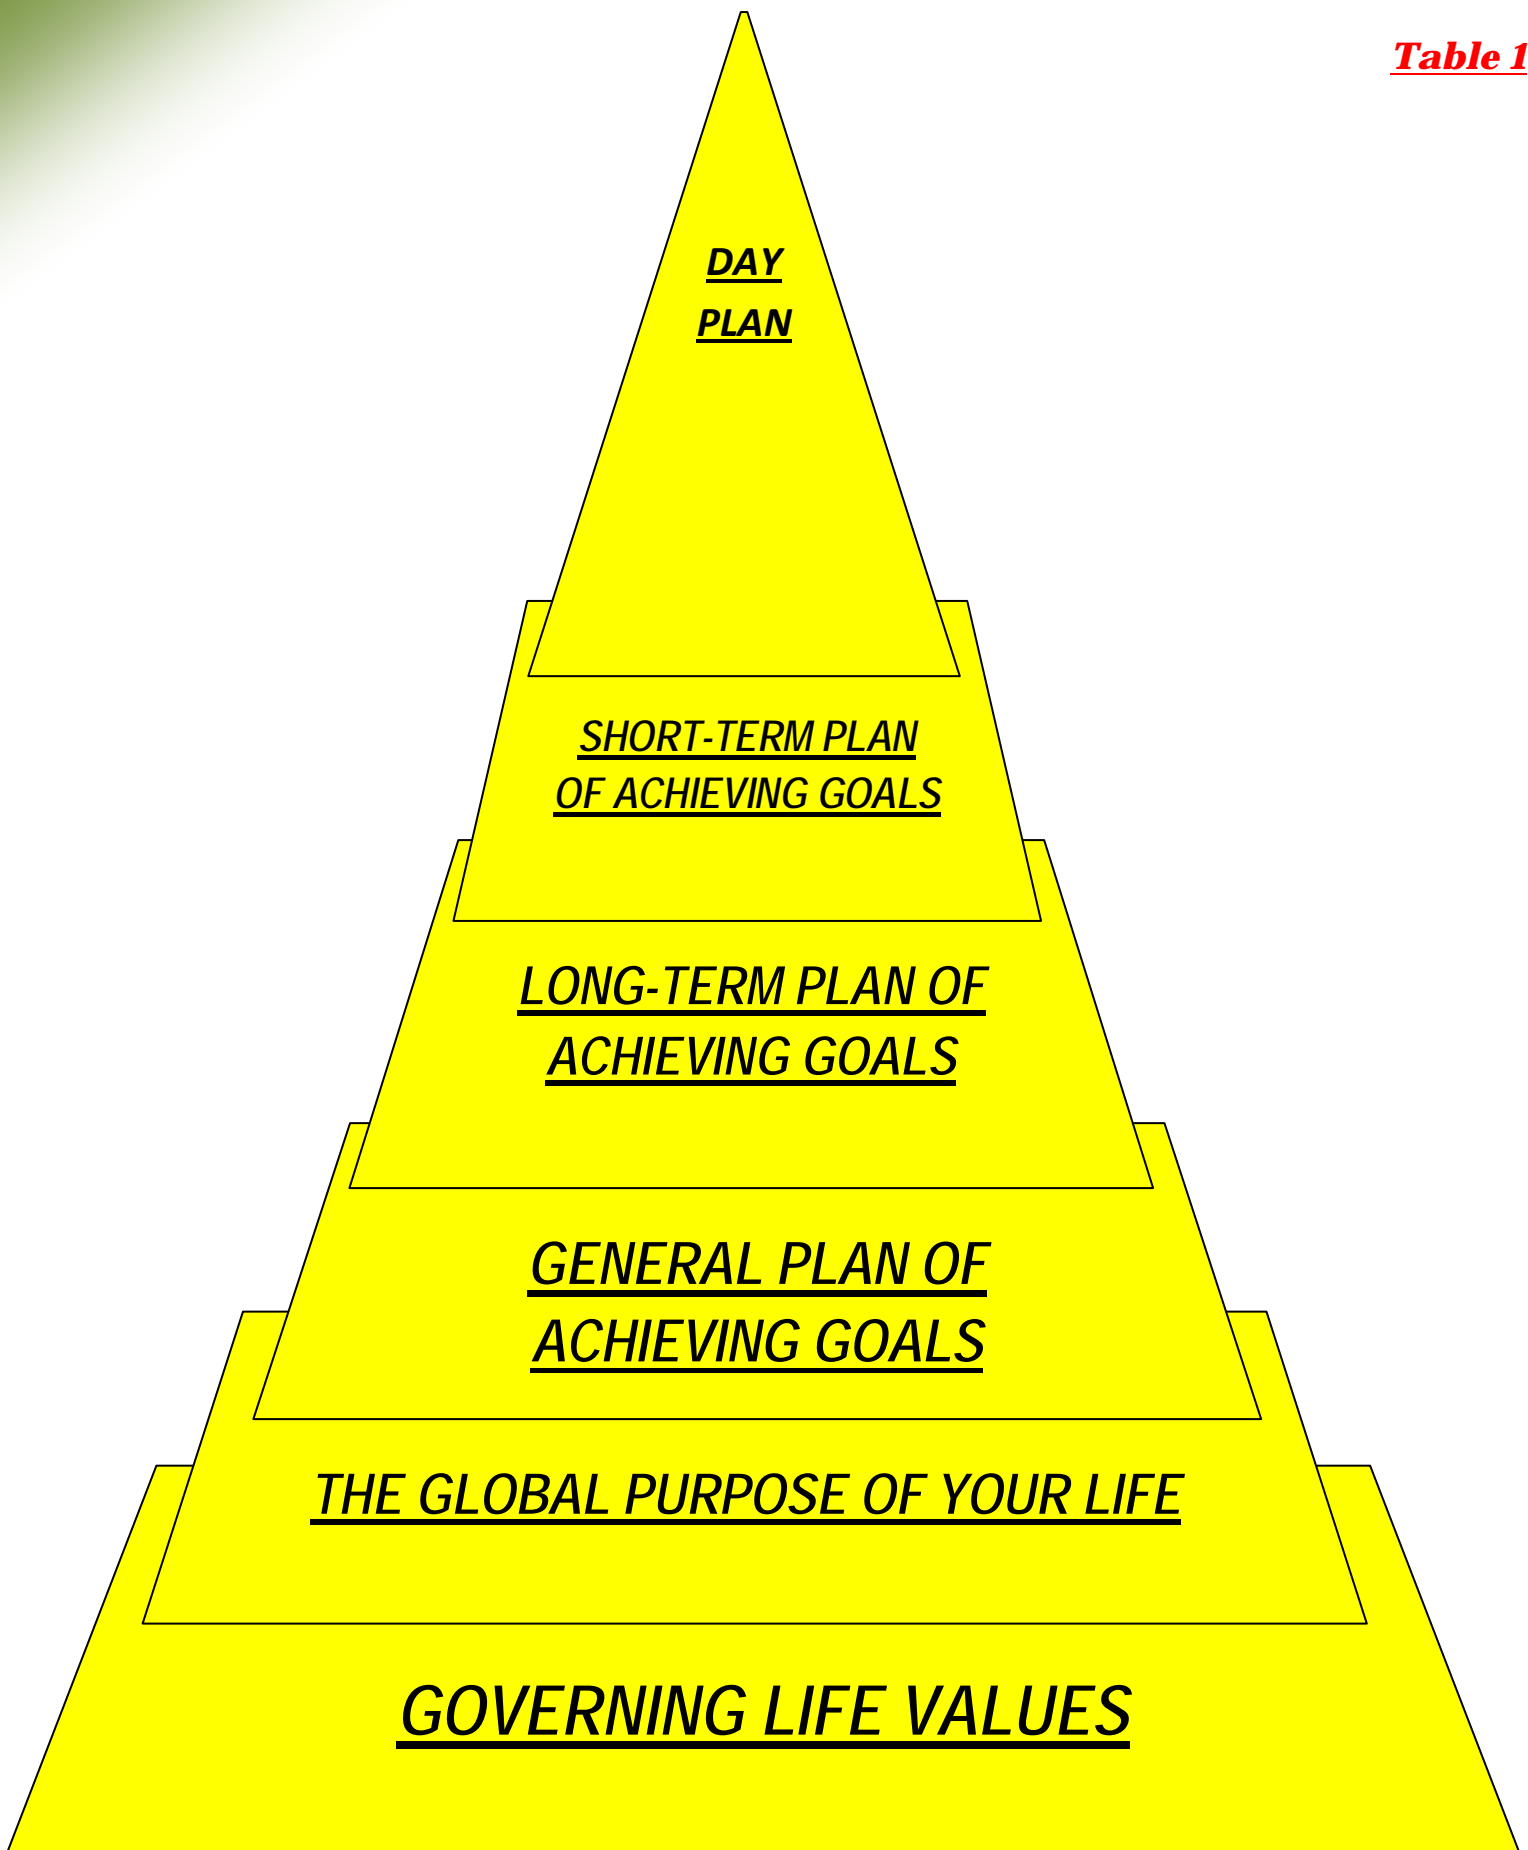 Table 1
DAY
PLAN
SHORT-TERM PLAN
OF ACHIEVING GOALS
LONG-TERM PLAN OF
ACHIEVING GOALS
GENERAL PLAN OF
ACHIEVING GOALS
THE GLOBAL PURPOSE OF YOUR LIFE
GOVERNING LIFE VALUES